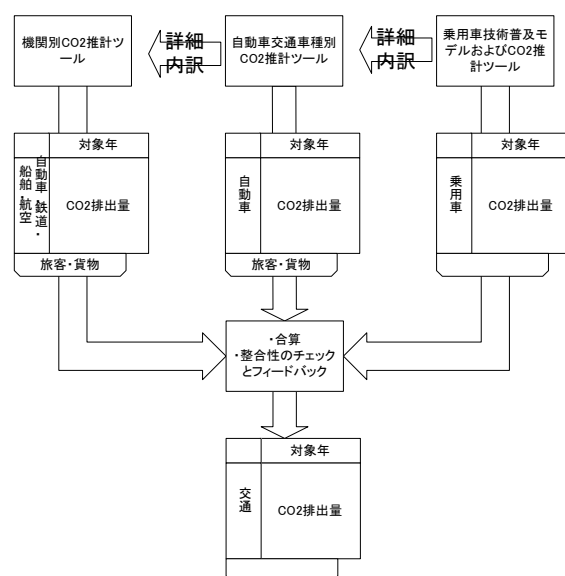 機関別CO2推計ツ
ール
詳細
内訳
自動車交通車種別
CO2推計ツール
詳細
内訳
乗用車技術普及モ
デルおよびCO2推
計ツール
対象年
自動車・鉄道・
船舶・航空
CO2排出量
旅客・貨物
対象年
自動車
CO2排出量
旅客・貨物
対象年
乗用車
CO2排出量
・合算
・整合性のチェック
とフィードバック
対象年
交通
CO2排出量